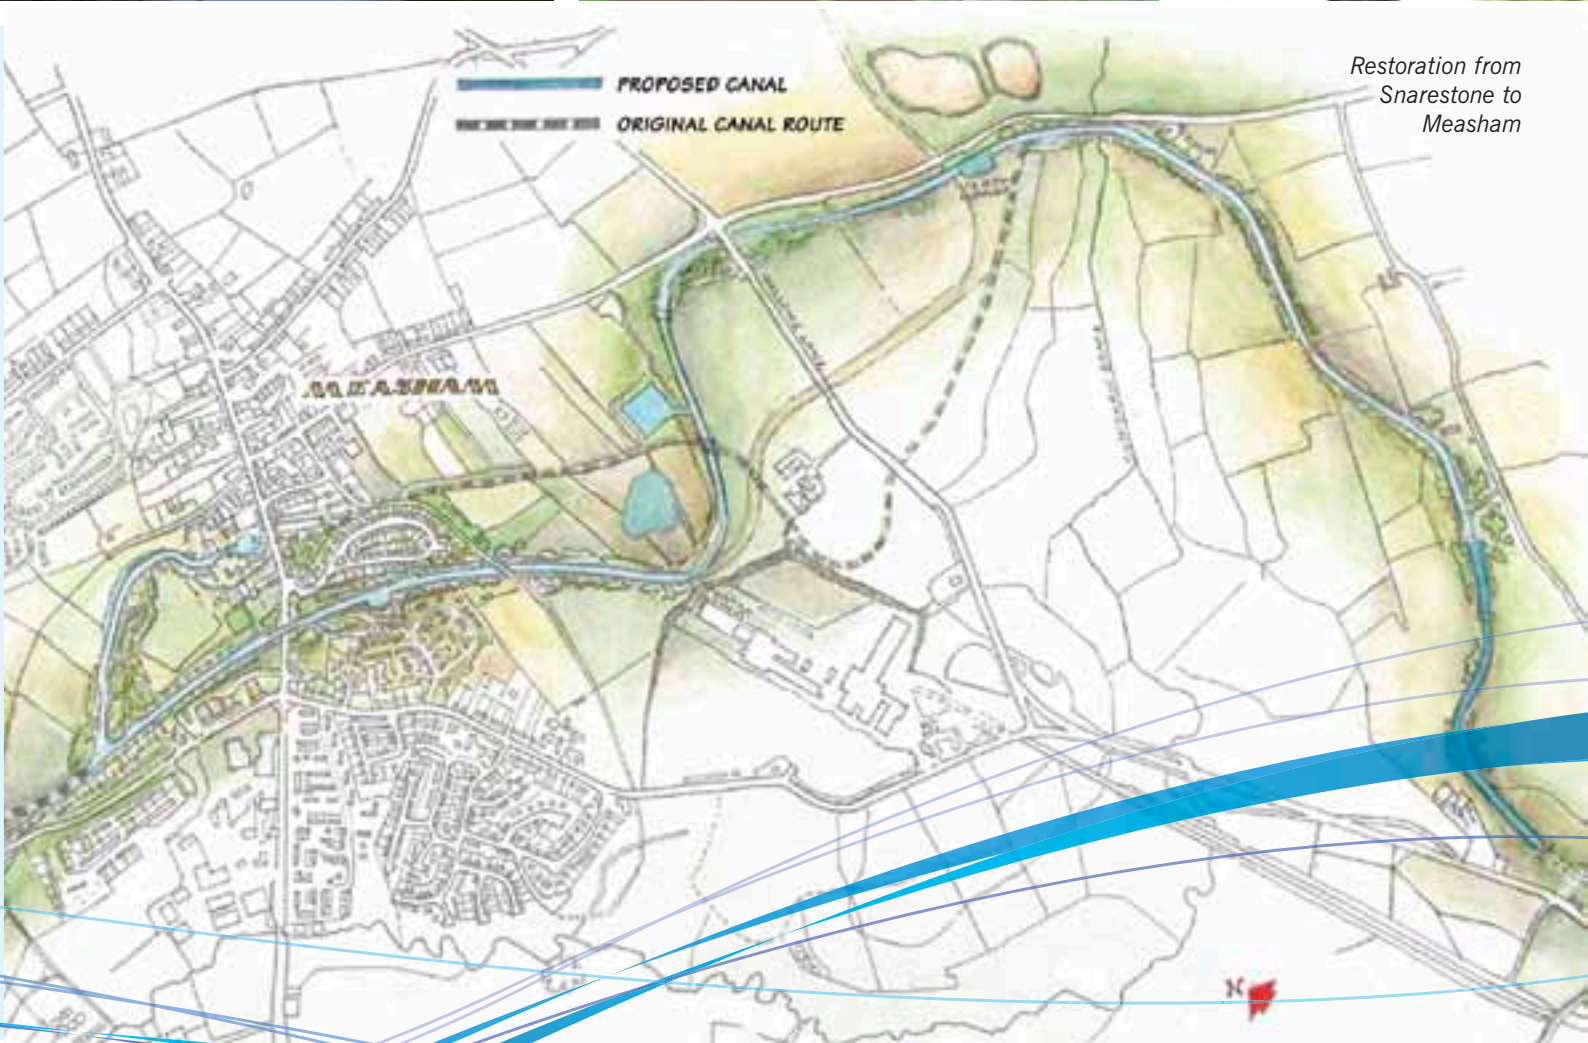 PROPOSED CANAL
ORIGINAL CANAL ROUTE
Restoration from
Snarestone to
Measham
MEASHAM
N